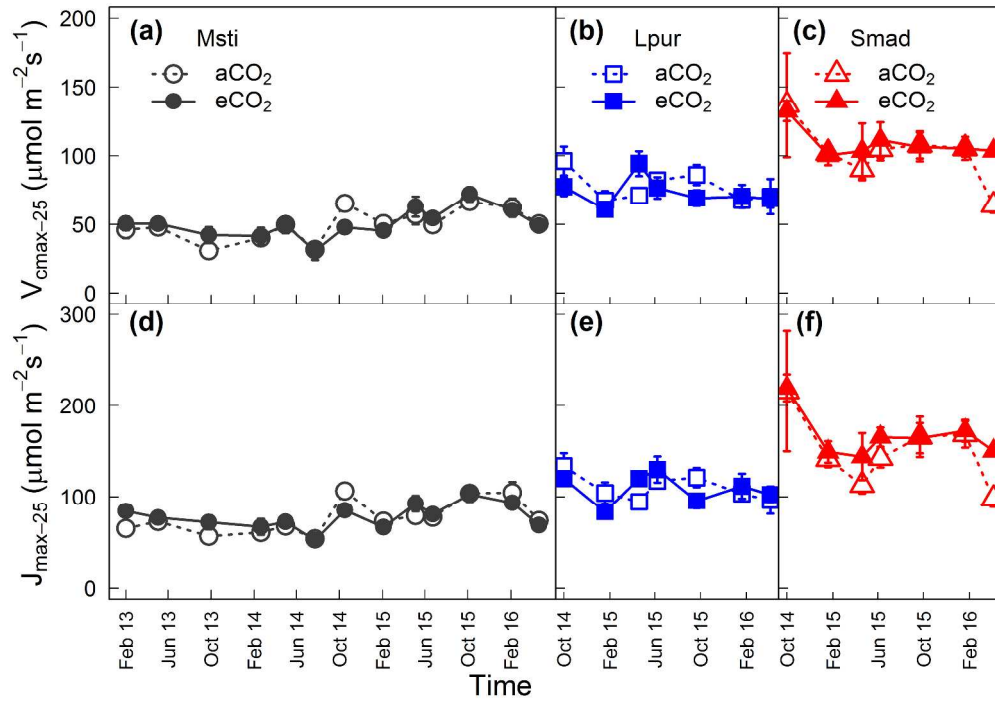 (a) Msti
aCO₂
eCO₂
(b) Lpur
aCO₂
eCO₂
(c) Smad
aCO₂
eCO₂
V_cmax−25 (µmol m⁻²s⁻¹)
200
150
100
50
0
(d)
(e)
(f)
J_max−25 (µmol m⁻²s⁻¹)
300
200
100
0
Feb 13 Jun 13 Oct 13 Feb 14 Jun 14 Oct 14 Feb 15 Jun 15 Oct 15 Feb 16
Oct 14 Feb 15 Jun 15 Oct 15 Feb 16
Oct 14 Feb 15 Jun 15 Oct 15 Feb 16
Time